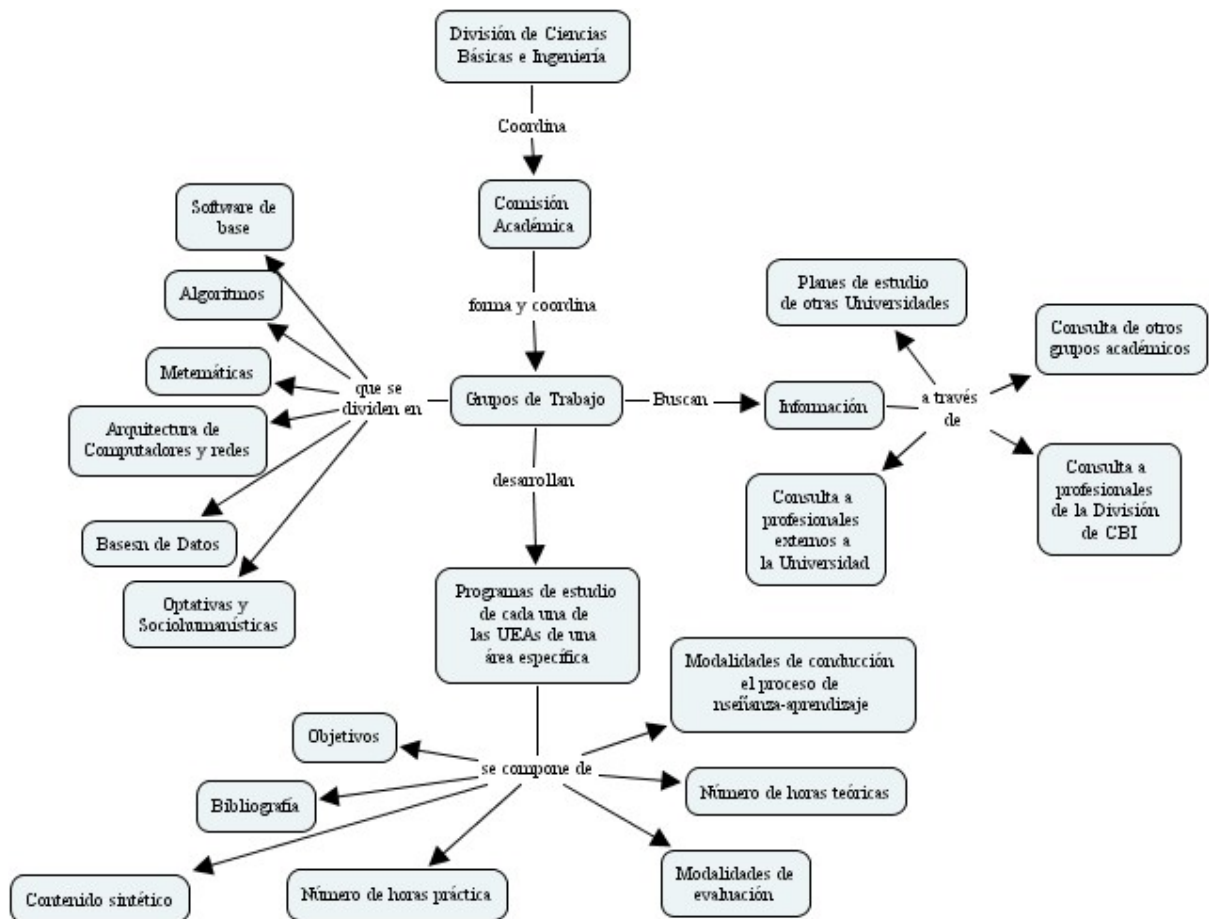 División de Ciencias
Básicas e Ingeniería
Coordina
Comisión
Académica
forma y coordina
Grupos de Trabajo
que se
dividen en
Software de
base
Algoritmos
Metemáticas
Arquitectura de
Computadores y redes
Basesn de Datos
Optativas y
Sociohumanísticas
Buscan
Información
a través
de
Planes de estudio
de otras Universidades
Consulta de otros
grupos académicos
Consulta a
profesionales
de la División
de CBI
Consulta a
profesionales
externos a
la Universidad
desarrollan
Programas de estudio
de cada una de
las UEAs de una
área específica
se compone de
Modalidades de conducción
el proceso de
nseñanza-aprendizaje
Objetivos
Número de horas teóricas
Bibliografía
Contenido sintético
Número de horas práctica
Modalidades de
evaluación